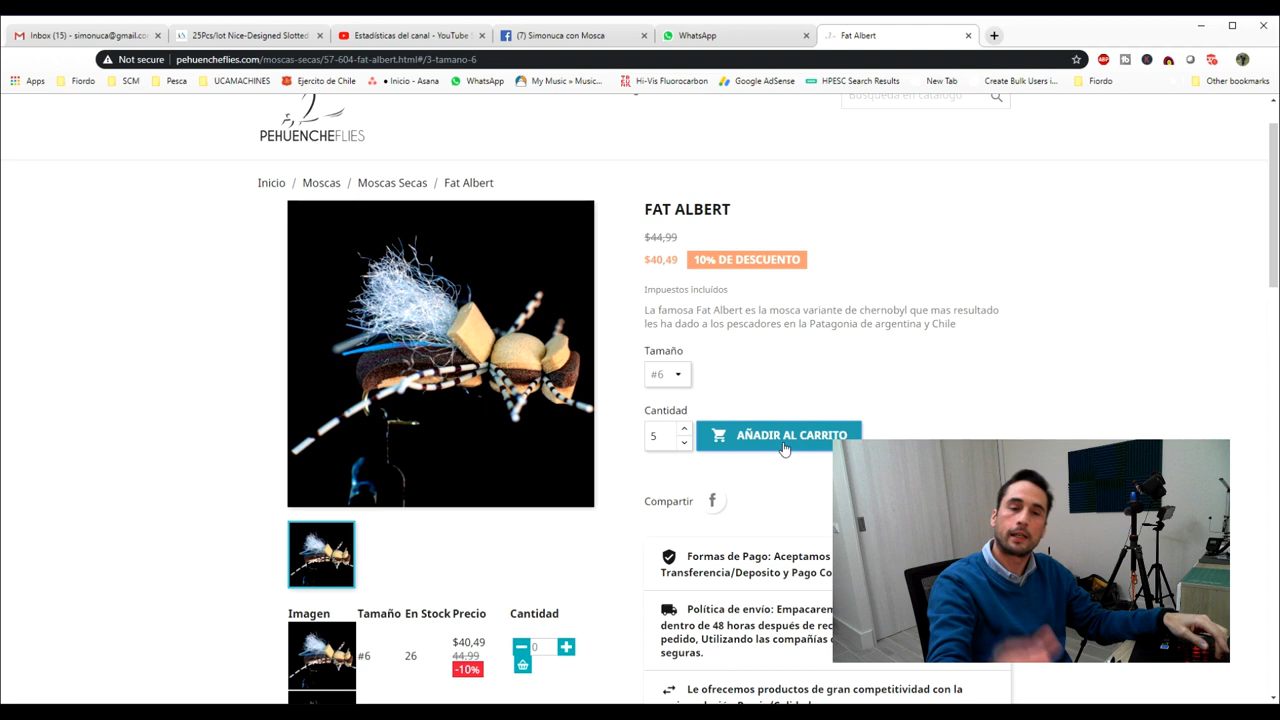 Inbox (15) - simonuca@gmail.co
25Pcs/lot Nice-Designed Slotted
Estadísticas del canal - YouTube
(7) Simonuca con Mosca
WhatsApp
Fat Albert
Not secure
pehuencheflies.com/moscas-secas/57-604-fat-albert.html#/3-tamano-6
Apps
Fiordo
SCM
Pesca
UCAMACHINES
Ejercito de Chile
• Inicio - Asana
WhatsApp
My Music » Music...
Hi-Vis Fluorocarbon
Google AdSense
HPESC Search Results
New Tab
Create Bulk Users i...
Fiordo
Other bookmarks
Búsqueda en catálogo
PEHUENCHEFLIES
Inicio / Moscas / Moscas Secas / Fat Albert
FAT ALBERT
$44,99
$40,49 10% DE DESCUENTO
Impuestos incluídos
La famosa Fat Albert es la mosca variante de chernobyl que mas resultado
les ha dado a los pescadores en la Patagonia de argentina y Chile
Tamaño
#6
Cantidad
5
AÑADIR AL CARRITO
Compartir
Formas de Pago: Aceptamos
Transferencia/Deposito y Pago Co
Política de envío: Empacarem
dentro de 48 horas después de rec
pedido, Utilizando las compañías
seguras.
Le ofrecemos productos de gran competitividad con la
Imagen Tamaño En Stock Precio Cantidad
#6 26 $40,49 0
44,99
-10%